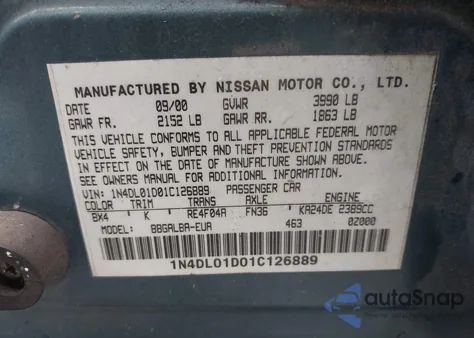 MANUFACTURED BY NISSAN MOTOR CO., LTD.
DATE 09/00 GVWR 3990 LB
GAWR FR. 2152 LB GAWR RR. 1863 LB
THIS VEHICLE CONFORMS TO ALL APPLICABLE FEDERAL MOTOR
VEHICLE SAFETY, BUMPER AND THEFT PREVENTION STANDARDS
IN EFFECT ON THE DATE OF MANUFACTURE SHOWN ABOVE.
SEE OWNERS MANUAL FOR ADDITIONAL INFORMATION.
VIN: 1N4DL01D01C126889 PASSENGER CAR
COLOR TRIM TRANS AXLE ENGINE
BX4 K RE4F04A FN36 KA24DE 2389CC
MODEL: BBGALBA-EUA 463 0Z000
1N4DL01D01C126889
autoSnap